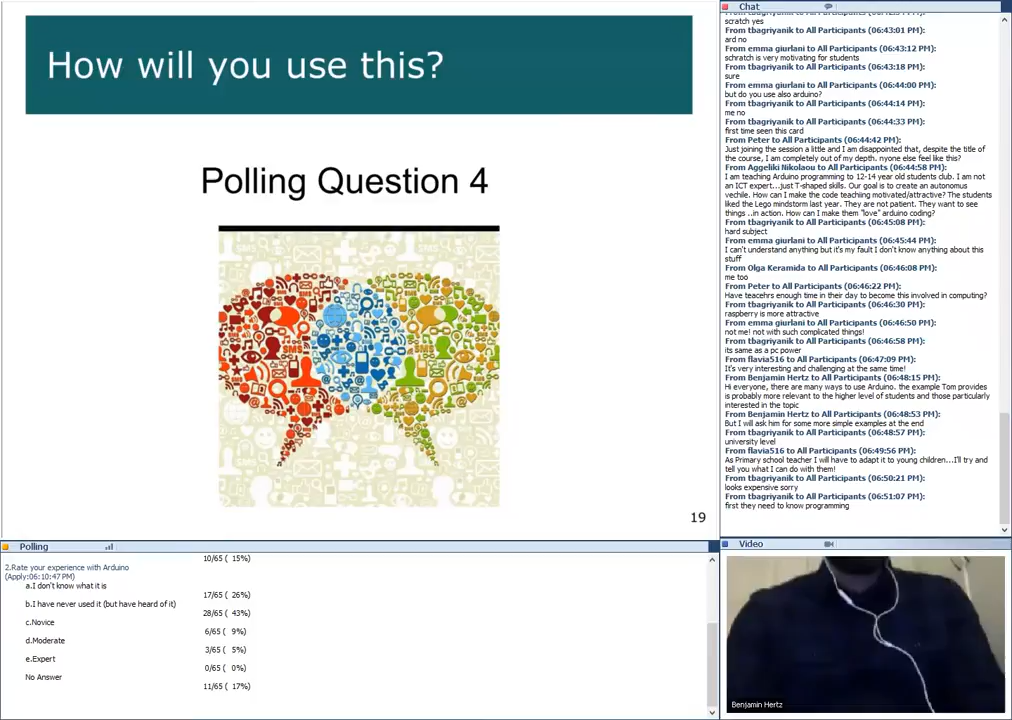 How will you use this?
Polling Question 4
19
Chat
scratch yes
From tbagriyanik to All Participants (06:43:01 PM):
ard no
From emma giurlani to All Participants (06:43:12 PM):
schratch is very motivating for students
From tbagriyanik to All Participants (06:43:18 PM):
sure
From emma giurlani to All Participants (06:44:00 PM):
but do you use also arduino?
From tbagriyanik to All Participants (06:44:14 PM):
me no
From tbagriyanik to All Participants (06:44:33 PM):
first time seen this card
From Peter to All Participants (06:44:42 PM):
Just joining the session a little and I am disappointed that, despite the title of
the course, I am completely out of my depth. nyone else feel like this?
From Aggeliki Nikolaou to All Participants (06:44:58 PM):
I am teaching Arduino programming to 12-14 year old students club. I am not
an ICT expert...just T-shaped skills. Our goal is to create an autonomus
vechile. How can I make the code teactiing motivated/attractive? The students
liked the Lego mindstorm last year. They are not patient. They want to see
things ..in action. How can I make them "love" arduino coding?
From tbagriyanik to All Participants (06:45:08 PM):
hard subject
From emma giurlani to All Participants (06:45:44 PM):
I can't understand anything but it's my fault I don't know anything about this
stuff
From Olga Keramida to All Participants (06:46:08 PM):
me too
From Peter to All Participants (06:46:22 PM):
Have teacehrs enough time in their day to become this involved in computing?
From tbagriyanik to All Participants (06:46:30 PM):
raspberry is more attractive
From emma giurlani to All Participants (06:46:50 PM):
not me! not with such complicated things!
From tbagriyanik to All Participants (06:46:58 PM):
its same as a pc power
From flavia516 to All Participants (06:47:09 PM):
It's very interesting and challenging at the same time!
From Benjamin Hertz to All Participants (06:48:15 PM):
Hi everyone, there are many ways to use Arduino. the example Tom provides
is probably more relevant to the higher level of students and those particularly
interested in the topic
From Benjamin Hertz to All Participants (06:48:53 PM):
But I will ask him for some more simple examples at the end
From tbagriyanik to All Participants (06:48:57 PM):
university level
From flavia516 to All Participants (06:49:56 PM):
As Primary school teacher I will have to adapt it to young children...I'll try and
tell you what I can do with them!
From tbagriyanik to All Participants (06:50:21 PM):
looks expensive sorry
From tbagriyanik to All Participants (06:51:07 PM):
first they need to know programming
Polling
10/65 ( 15%)
2.Rate your experience with Arduino
(Apply:06:10:47 PM)
a.I don't know what it is
17/65 ( 26%)
b.I have never used it (but have heard of it)
28/65 ( 43%)
c.Novice
6/65 ( 9%)
d.Moderate
3/65 ( 5%)
e.Expert
0/65 ( 0%)
No Answer
11/65 ( 17%)
Video
Benjamin Hertz